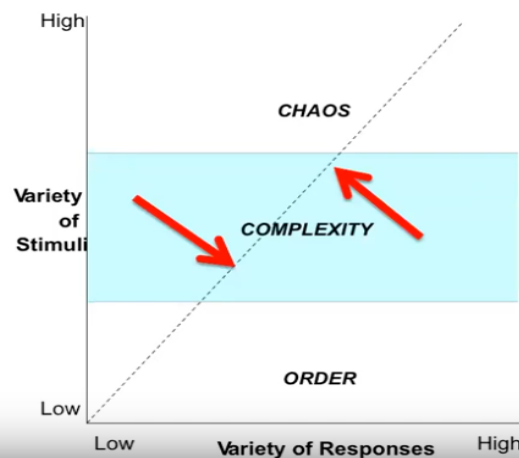 High
CHAOS
Variety
of
Stimuli
COMPLEXITY
ORDER
Low
Low
Variety of Responses
High